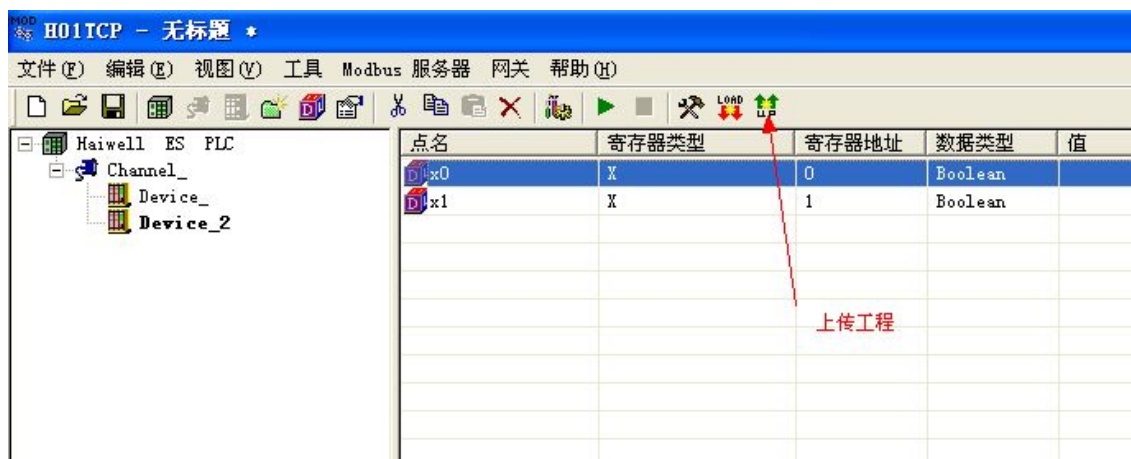 H01TCP - 无标题 *
文件(F) 编辑(E) 视图(V) 工具 Modbus 服务器 网关 帮助(H)
LOAD UP
Haiwell ES PLC
Channel_
Device_
Device_2
点名 寄存器类型 寄存器地址 数据类型 值
x0 X 0 Boolean
x1 X 1 Boolean
上传工程